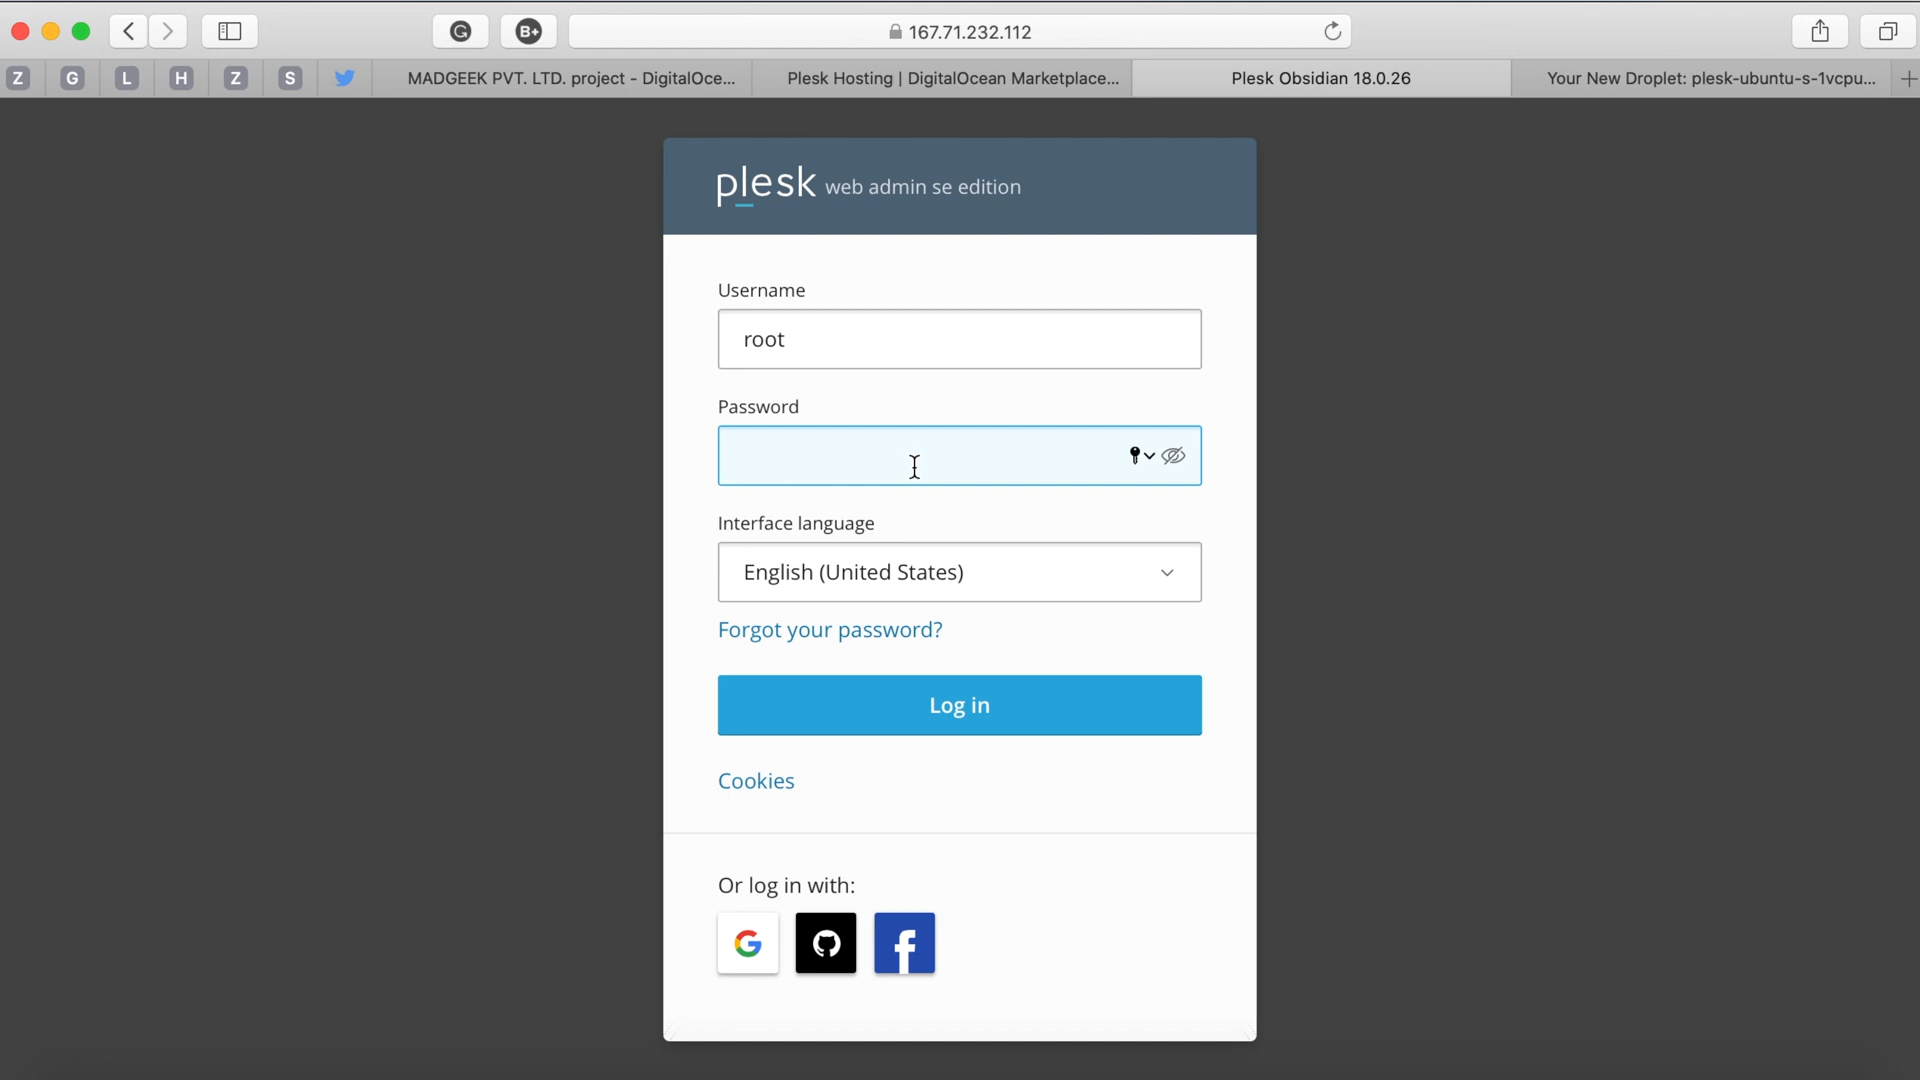 G
B+
167.71.232.112
Z
G
L
H
Z
S
MADGEEK PVT. LTD. project - DigitalOce...
Plesk Hosting | DigitalOcean Marketplace...
Plesk Obsidian 18.0.26
Your New Droplet: plesk-ubuntu-s-1vcpu...
plesk web admin se edition
Username
root
Password
Interface language
English (United States)
Forgot your password?
Log in
Cookies
Or log in with: